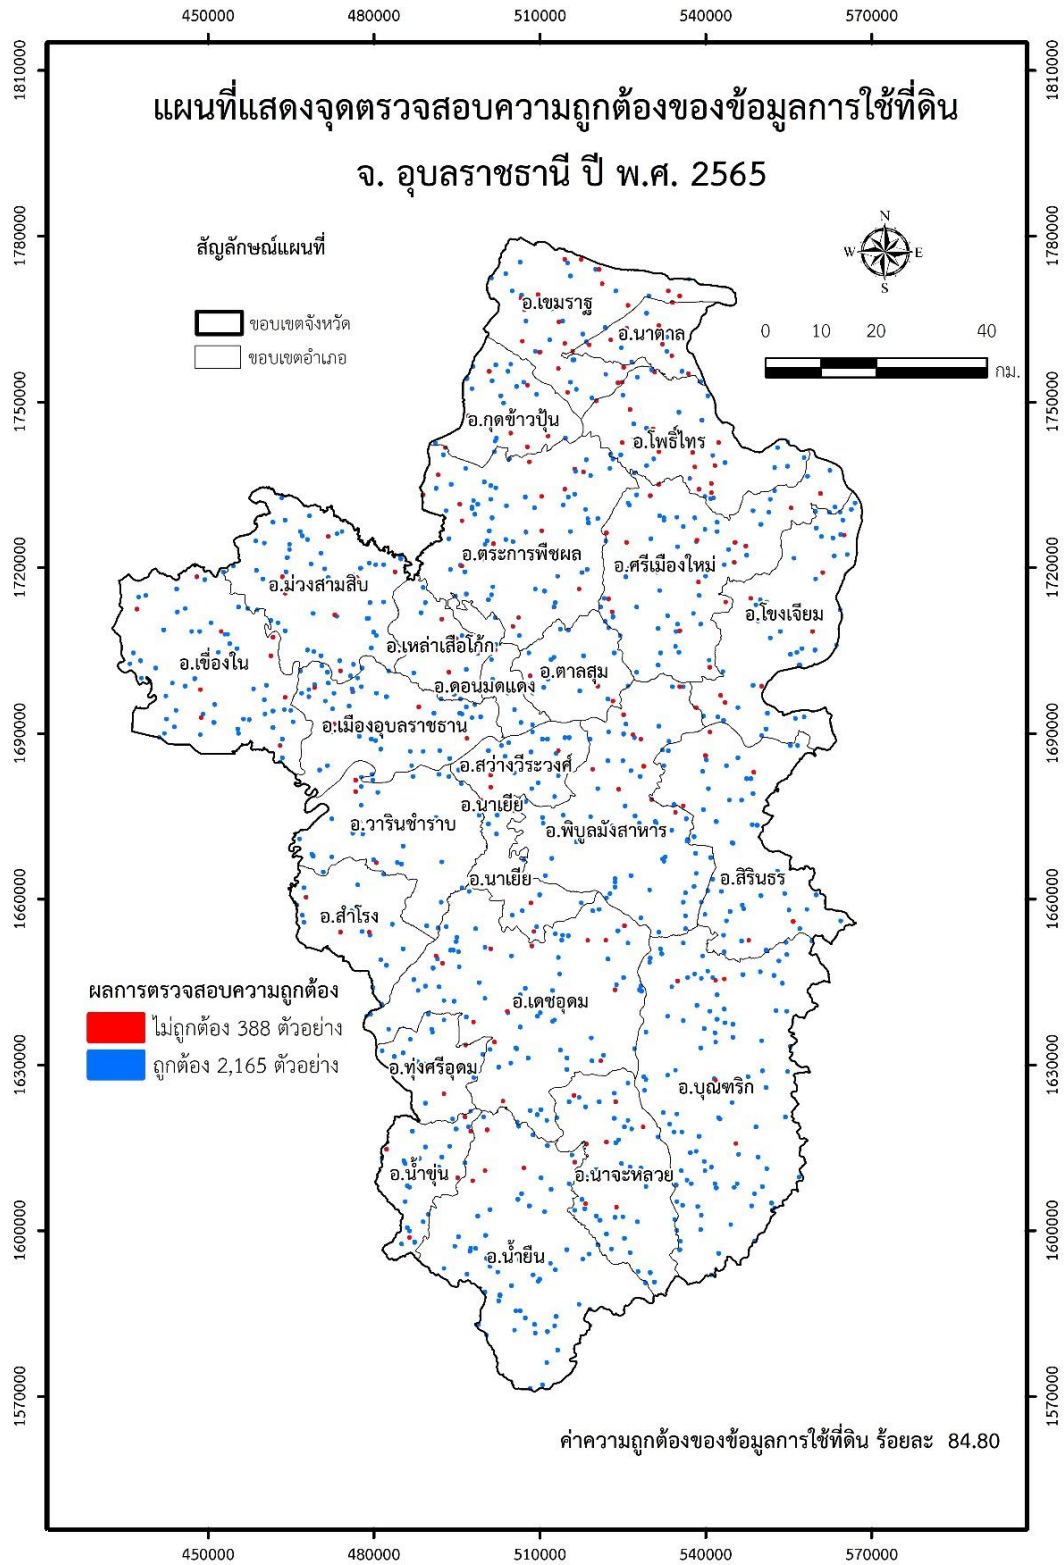 450000 480000 510000 540000 570000
1810000 1810000
แผนที่แสดงจุดตรวจสอบความถูกต้องของข้อมูลการใช้ที่ดิน
จ. อุบลราชธานี ปี พ.ศ. 2565
1780000 1780000
สัญลักษณ์แผนที่
N
W E
S
ขอบเขตจังหวัด
ขอบเขตอำเภอ
0 10 20 40
กม.
อ.เขมราฐ
อ.นาตาล
1750000 1750000
อ.กุดข้าวปุ้น
อ.โพธิ์ไทร
อ.ตระการพืชผล
อ.ศรีเมืองใหม่
1720000 1720000
อ.ม่วงสามสิบ
อ.โขงเจียม
อ.เหล่าเสือโก้ก
อ.เขื่องใน
อ.ตาลสุม
อ.ดอนมดแดง
อ.เมืองอุบลราชธาน
1690000 1690000
อ.สว่างวีระวงศ์
อ.นาเยีย
อ.วารินชำราบ
อ.พิบูลมังสาหาร
อ.นาเยีย
อ.สิรินธร
1660000 1660000
อ.สำโรง
ผลการตรวจสอบความถูกต้อง
ไม่ถูกต้อง 388 ตัวอย่าง
ถูกต้อง 2,165 ตัวอย่าง
อ.เดชอุดม
1630000 1630000
อ.ทุ่งศรีอุดม
อ.บุณฑริก
อ.น้ำขุ่น
อ.นาจะหลวย
1600000 1600000
อ.น้ำยืน
1570000 1570000
ค่าความถูกต้องของข้อมูลการใช้ที่ดิน ร้อยละ 84.80
450000 480000 510000 540000 570000